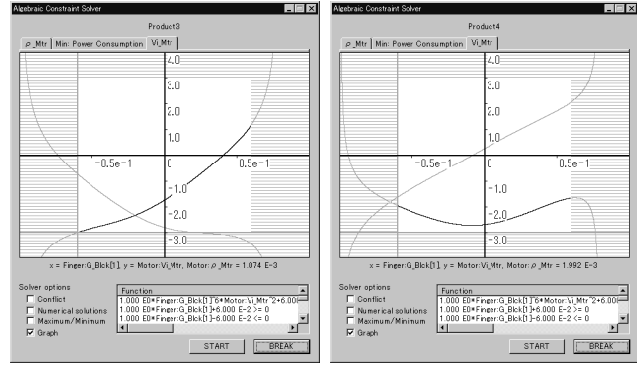 Algebraic Constraint Solver
Product3
ρ_Mtr Min: Power Consumption Vi_Mtr
4.0
3.0
2.0
1.0
-0.5e-1 0.5e-1
-1.0
-2.0
-3.0
x = Finger:G_Blck[1], y = Motor:Vi_Mtr, Motor:ρ_Mtr = 1.074 E-3
Solver options
Conflict
Numerical solutions
Maximum/Minimum
Graph
Function
1.000 E0*Finger:G_Blck[1]^6*Motor:Vi_Mtr^2+6.00
1.000 E0*Finger:G_Blck[1]+6.000 E-2 >= 0
1.000 E0*Finger:G_Blck[1]-6.000 E-2 <= 0
START BREAK
Algebraic Constraint Solver
Product4
ρ_Mtr Min: Power Consumption Vi_Mtr
4.0
3.0
2.0
1.0
-0.5e-1 0.5e-1
-1.0
-2.0
-3.0
x = Finger:G_Blck[1], y = Motor:Vi_Mtr, Motor:ρ_Mtr = 1.992 E-3
Solver options
Conflict
Numerical solutions
Maximum/Minimum
Graph
Function
1.000 E0*Finger:G_Blck[1]^6*Motor:Vi_Mtr^2+6.00
1.000 E0*Finger:G_Blck[1]+6.000 E-2 >= 0
1.000 E0*Finger:G_Blck[1]-6.000 E-2 <= 0
START BREAK